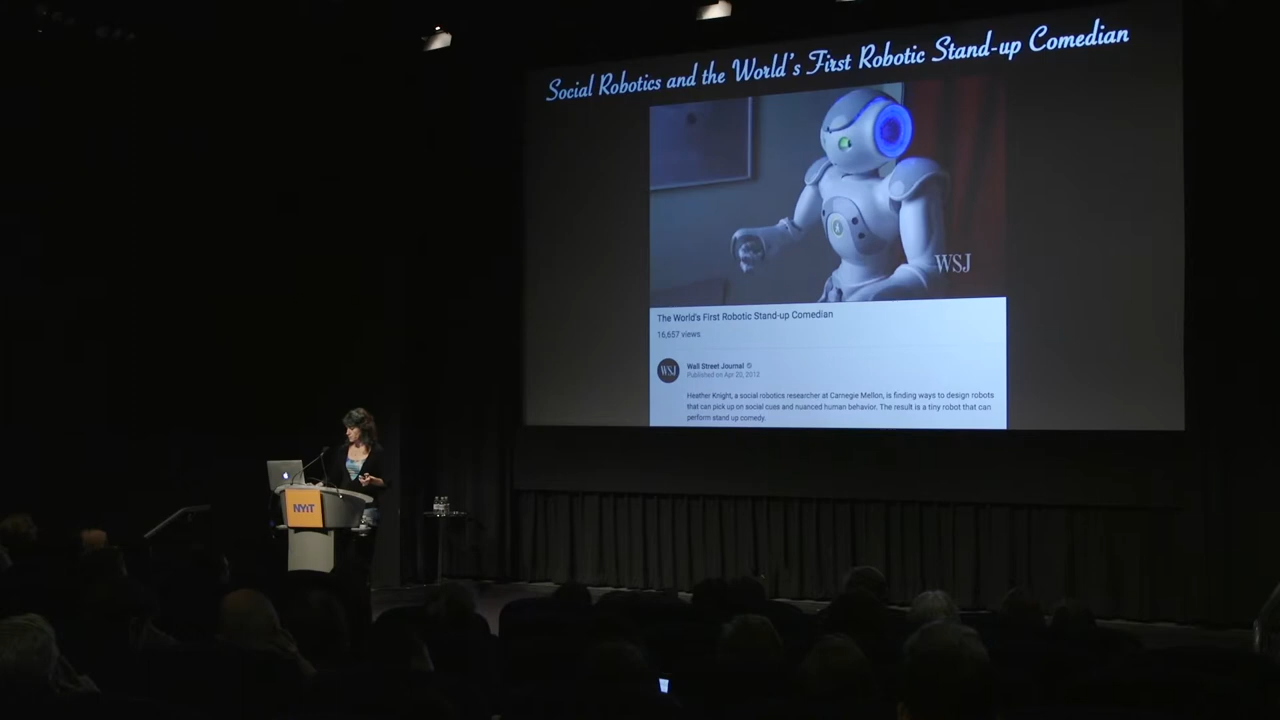 Social Robotics and the World's First Robotic Stand-up Comedian
WSJ
The World's First Robotic Stand-up Comedian
16,657 views
WSJ
Wall Street Journal
Published on Apr 20, 2012
Heather Knight, a social robotics researcher at Carnegie Mellon, is finding ways to design robots
that can pick up on social cues and nuanced human behavior. The result is a tiny robot that can
perform stand up comedy.
NYIT